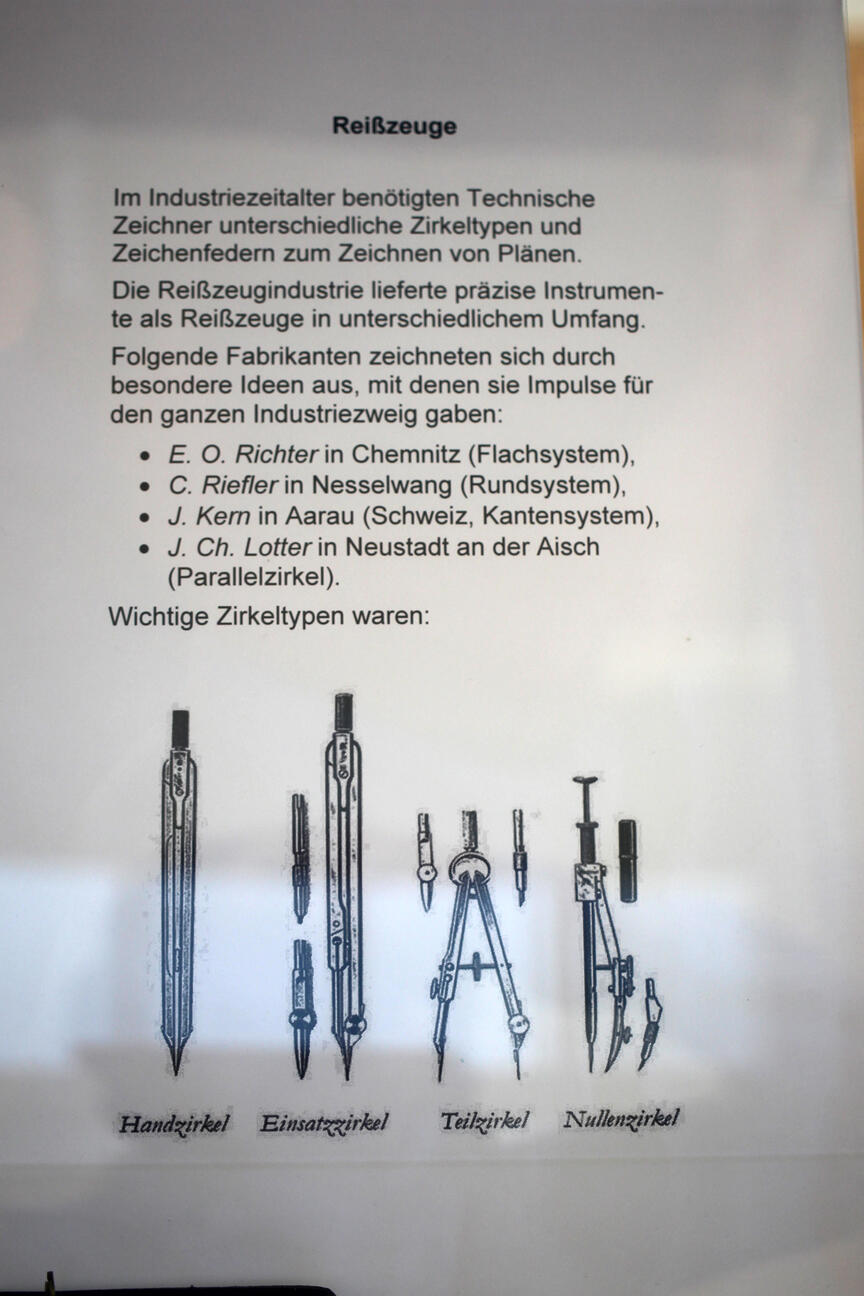 Reißzeuge
Im Industriezeitalter benötigten Technische
Zeichner unterschiedliche Zirkeltypen und
Zeichenfedern zum Zeichnen von Plänen.
Die Reißzeugindustrie lieferte präzise Instrumen-
te als Reißzeuge in unterschiedlichem Umfang.
Folgende Fabrikanten zeichneten sich durch
besondere Ideen aus, mit denen sie Impulse für
den ganzen Industriezweig gaben:
• E. O. Richter in Chemnitz (Flachsystem),
• C. Riefler in Nesselwang (Rundsystem),
• J. Kern in Aarau (Schweiz, Kantensystem),
• J. Ch. Lotter in Neustadt an der Aisch
(Parallelzirkel).
Wichtige Zirkeltypen waren:
Handzirkel Einsatzzirkel Teilzirkel Nullenzirkel